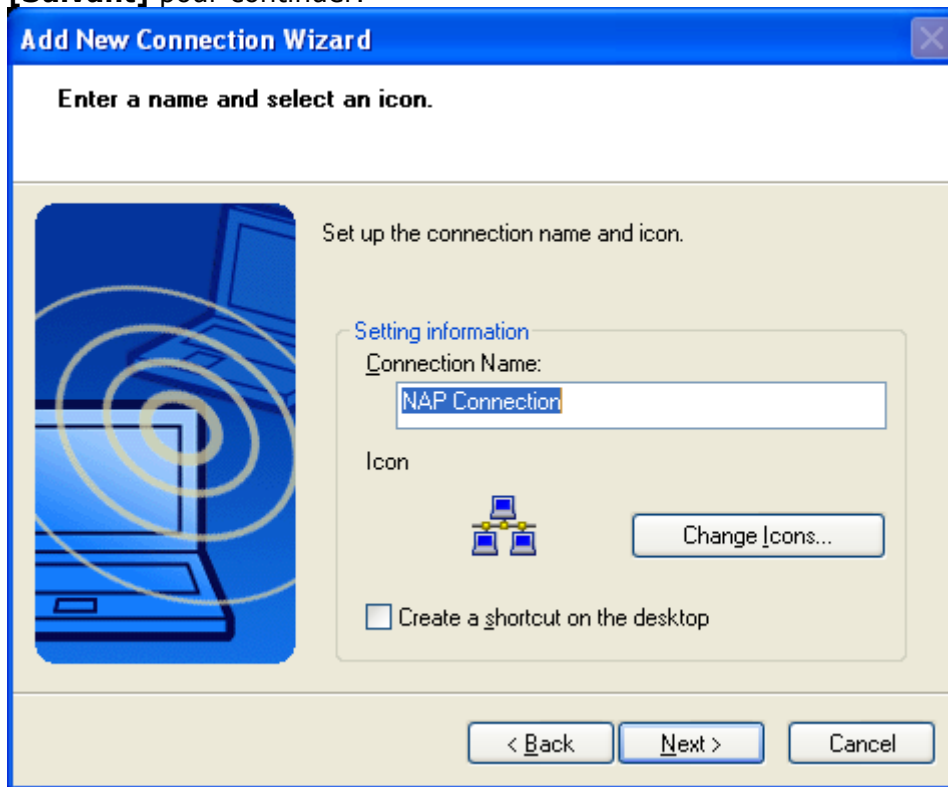 [Suivant] pour continuer.
Add New Connection Wizard
Enter a name and select an icon.
Set up the connection name and icon.
Setting information
Connection Name:
NAP Connection
Icon
Change Icons...
Create a shortcut on the desktop
< Back Next > Cancel